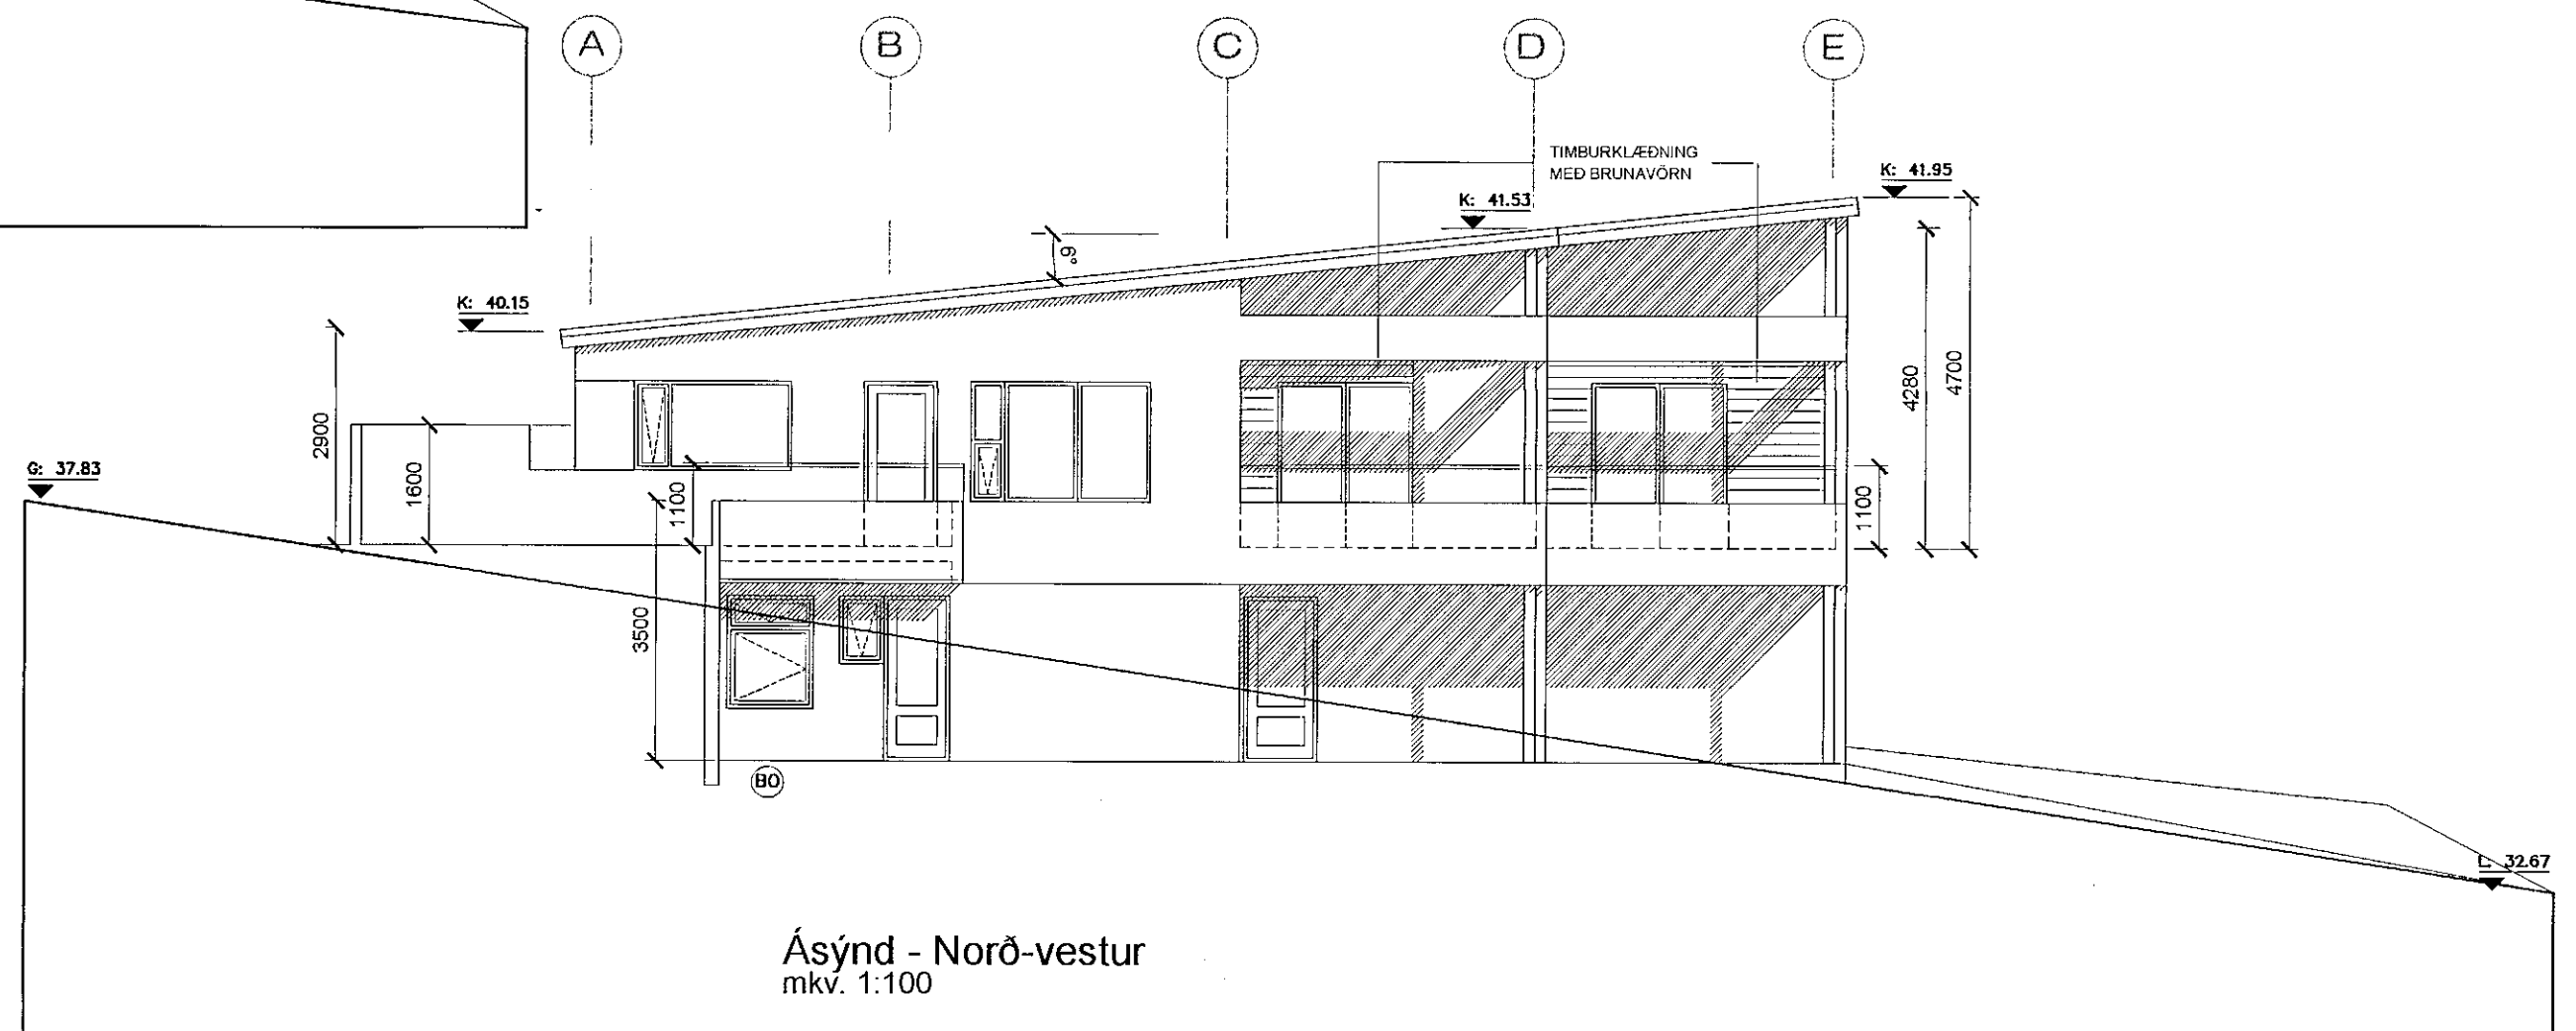 A
B
C
D
E
TIMBURKLÆÐNING
MEÐ BRUNAVÖRN
K: 41.95
K: 41.53
6°
K: 40.15
2900
1600
G: 37.83
1100
3500
4280
4700
1100
BO
L: 32.67
Ásýnd - Norð-vestur
mkv. 1:100